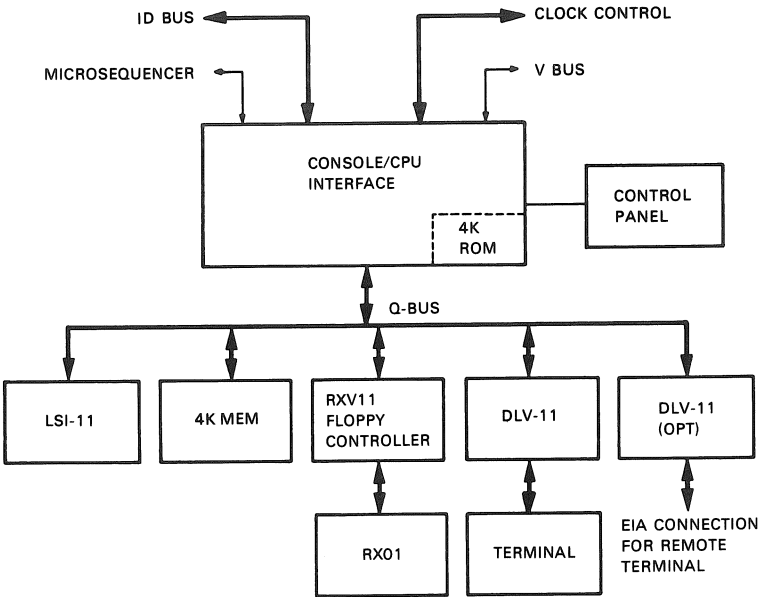 ID BUS
CLOCK CONTROL
MICROSEQUENCER
V BUS
CONSOLE/CPU
INTERFACE
4K
ROM
CONTROL
PANEL
Q-BUS
LSI-11
4K MEM
RXV11
FLOPPY
CONTROLLER
DLV-11
DLV-11
(OPT)
RX01
TERMINAL
EIA CONNECTION
FOR REMOTE
TERMINAL